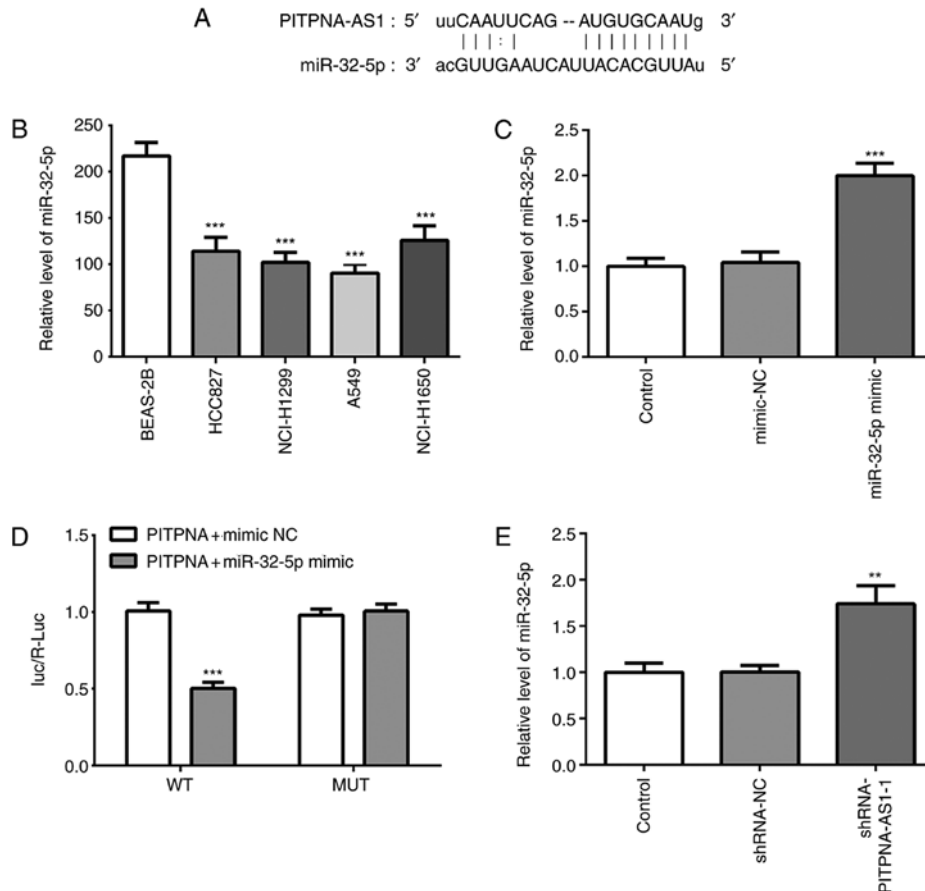 A
PITPNA-AS1 : 5′ uuCAAUUCAG -- AUGUGCAAUg 3′
| | | : | | | | | | | | | |
miR-32-5p : 3′ acGUUGAAUCAUUACACGUUAu 5′
B
Relative level of miR-32-5p
250
200
150
100
50
0
***
***
***
***
BEAS-2B
HCC827
NCI-H1299
A549
NCI-H1650
C
Relative level of miR-32-5p
2.5
2.0
1.5
1.0
0.5
0.0
***
Control
mimic-NC
miR-32-5p mimic
D
PITPNA+mimic NC
PITPNA+miR-32-5p mimic
luc/R-Luc
1.5
1.0
0.5
0.0
***
WT
MUT
E
Relative level of miR-32-5p
2.5
2.0
1.5
1.0
0.5
0.0
**
Control
shRNA-NC
shRNA-
PITPNA-AS1-1